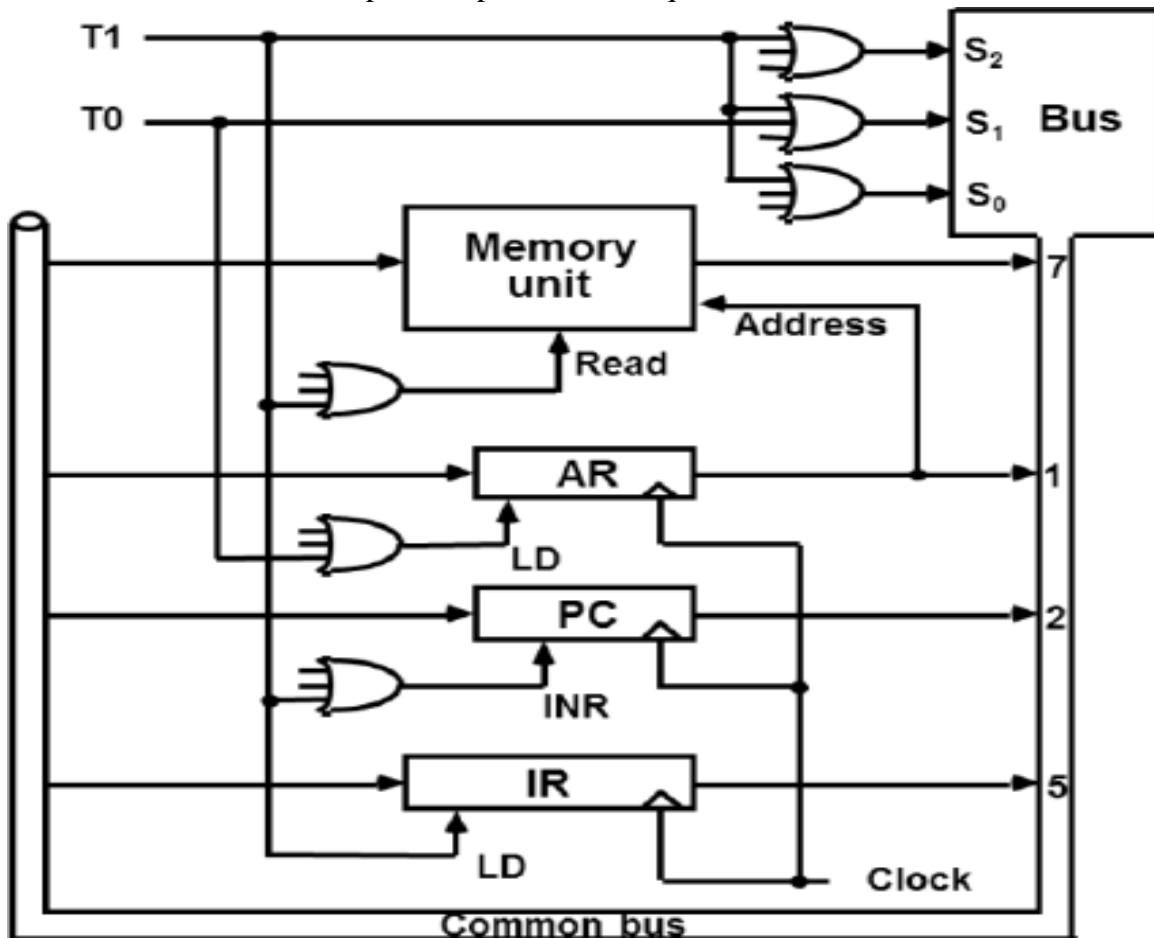 T1
S₂
T0
S₁
Bus
S₀
Memory
unit
7
Address
Read
AR
1
LD
PC
2
INR
IR
5
LD
Clock
Common bus